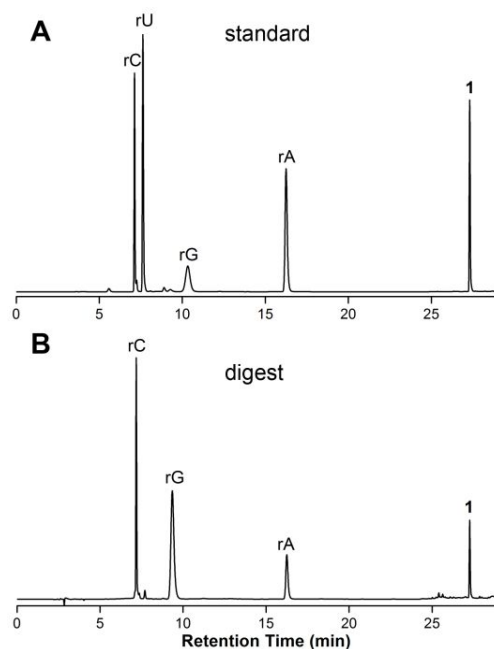 A
standard
rC
rU
rG
rA
1
0
5
10
15
20
25
B
digest
rC
rG
rA
1
0
5
10
15
20
25
Retention Time (min)